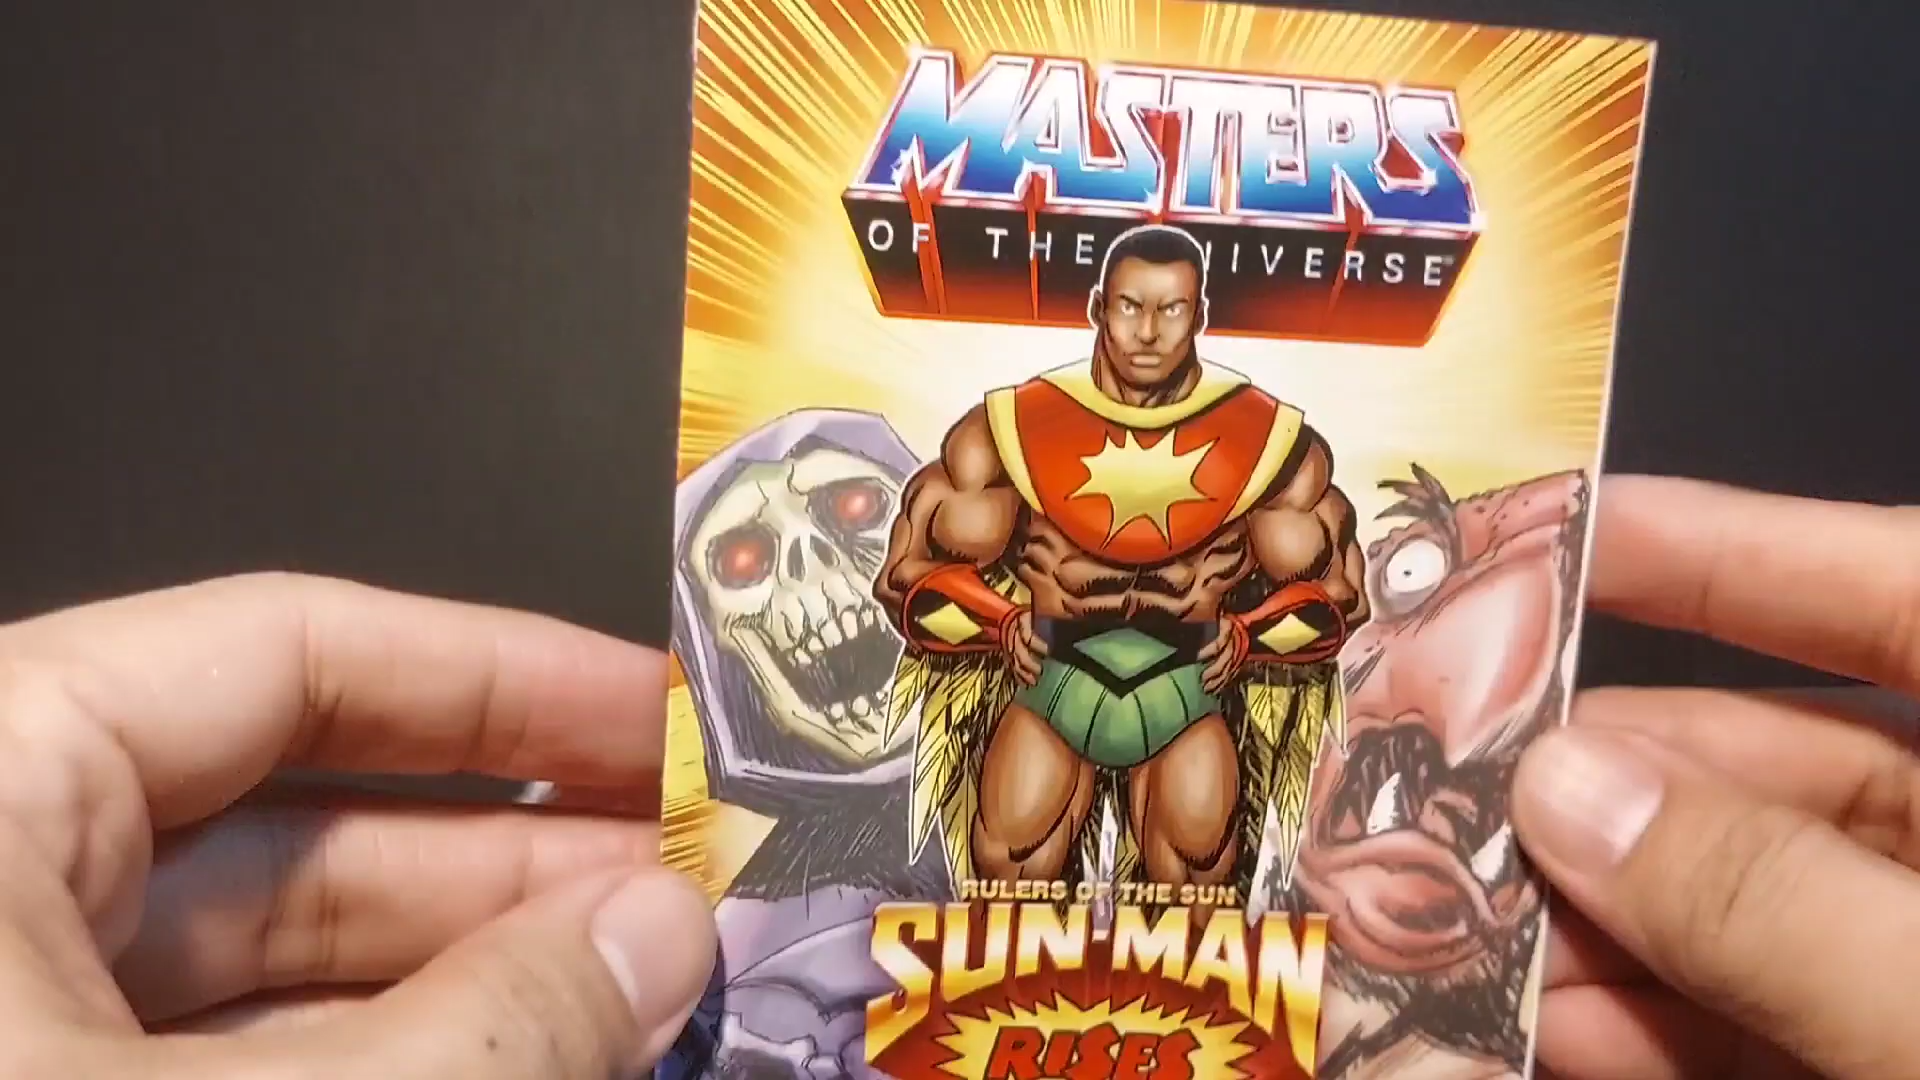 MASTERS
OF THE UNIVERSE
RULERS OF THE SUN
SUN-MAN
RISES